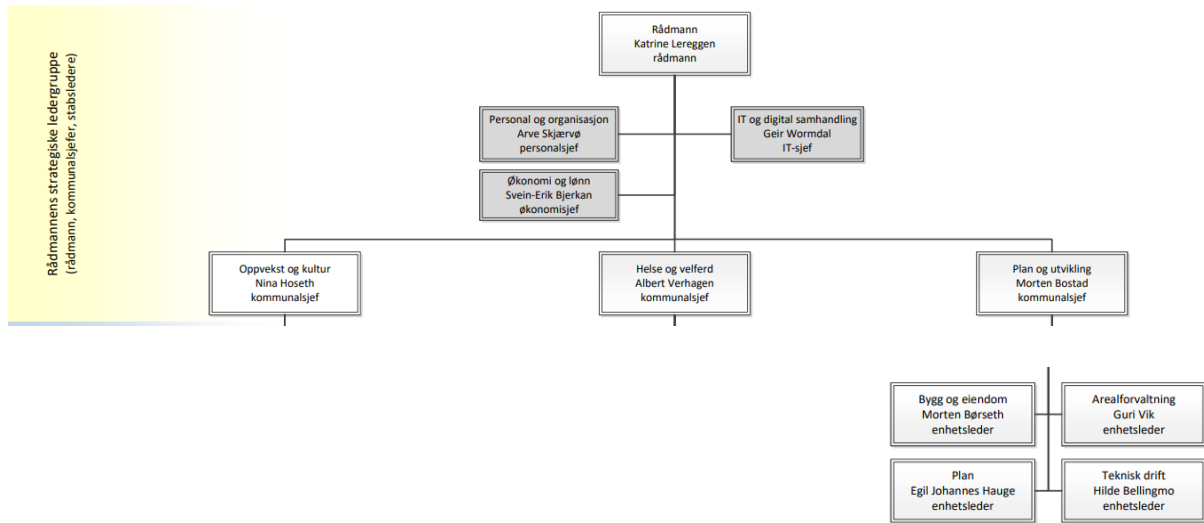 Rådmannens strategiske ledergruppe
(rådmann, kommunalsjefer, stabsledere)
Rådmann
Katrine Lereggen
rådmann
Personal og organisasjon
Arve Skjærvø
personalsjef
IT og digital samhandling
Geir Wormdal
IT-sjef
Økonomi og lønn
Svein-Erik Bjerkan
økonomisjef
Oppvekst og kultur
Nina Hoseth
kommunalsjef
Helse og velferd
Albert Verhagen
kommunalsjef
Plan og utvikling
Morten Bostad
kommunalsjef
Bygg og eiendom
Morten Børseth
enhetsleder
Arealforvaltning
Guri Vik
enhetsleder
Plan
Egil Johannes Hauge
enhetsleder
Teknisk drift
Hilde Bellingmo
enhetsleder